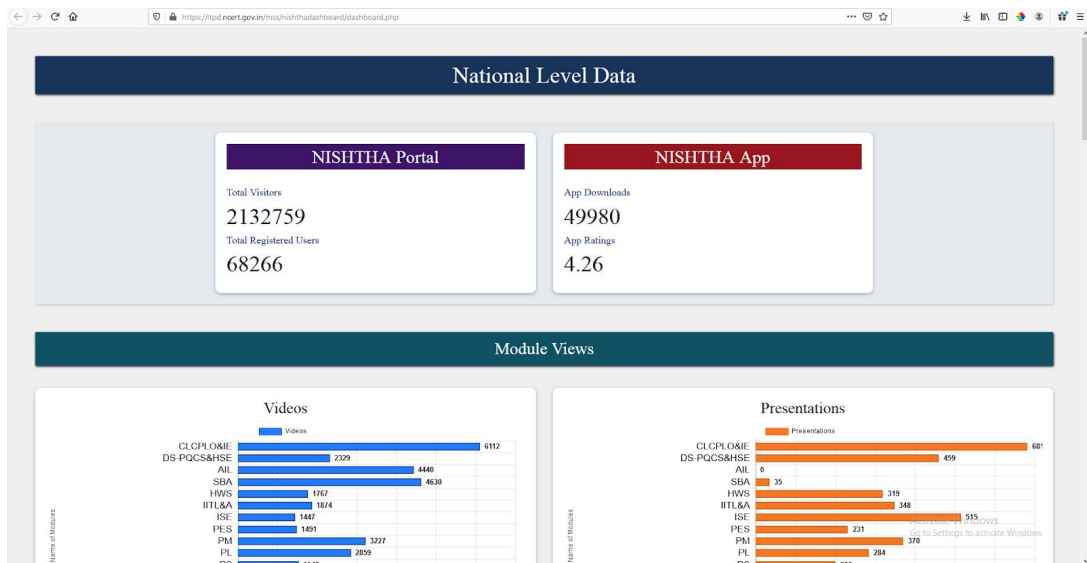 https://itpd.ncert.gov.in/mss/nishthadashboard/dashboard.php
National Level Data
NISHTHA Portal
Total Visitors
2132759
Total Registered Users
68266
NISHTHA App
App Downloads
49980
App Ratings
4.26
Module Views
Videos
Videos
CLCPLO&IE 6112
DS-PQCS&HSE 2329
AIL 4440
SBA 4630
HWS 1767
IITL&A 1874
ISE 1447
PES 1491
PM 3227
PL 2859
Name of Modules
Presentations
Presentations
CLCPLO&IE 681
DS-PQCS&HSE 459
AIL 0
SBA 35
HWS 319
IITL&A 348
ISE 515
PES 231
PM 370
PL 284
Name of Modules
Activate Windows
Go to Settings to activate Windows.